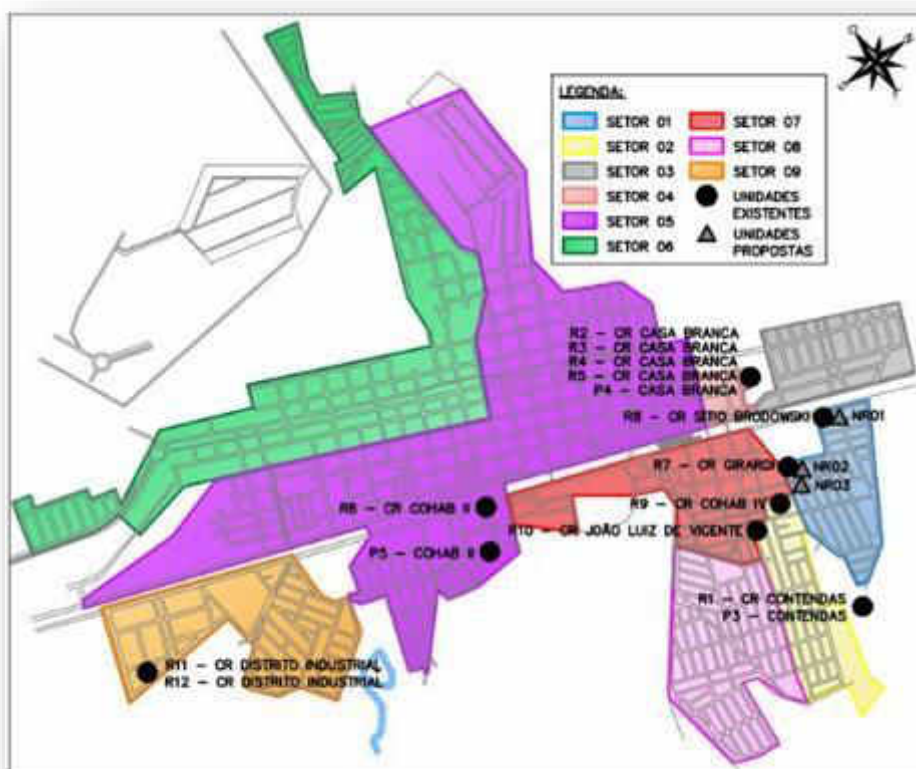 LEGENDA:
SETOR 01
SETOR 02
SETOR 03
SETOR 04
SETOR 05
SETOR 06
SETOR 07
SETOR 08
SETOR 09
UNIDADES
EXISTENTES
UNIDADES
PROPOSTAS
R2 – CR CASA BRANCA
R3 – CR CASA BRANCA
R4 – CR CASA BRANCA
R5 – CR CASA BRANCA
P4 – CASA BRANCA
R8 – CR SITIO BRODOWSKI
NR01
R7 – CR GIRARDI
NR02
NR03
R9 – CR COHAB IV
R6 – CR COHAB II
R10 – CR JOÃO LUIZ DE VICENTE
P5 – COHAB II
R1 – CR CONTENDAS
P3 – CONTENDAS
R11 – CR DISTRITO INDUSTRIAL
R12 – CR DISTRITO INDUSTRIAL